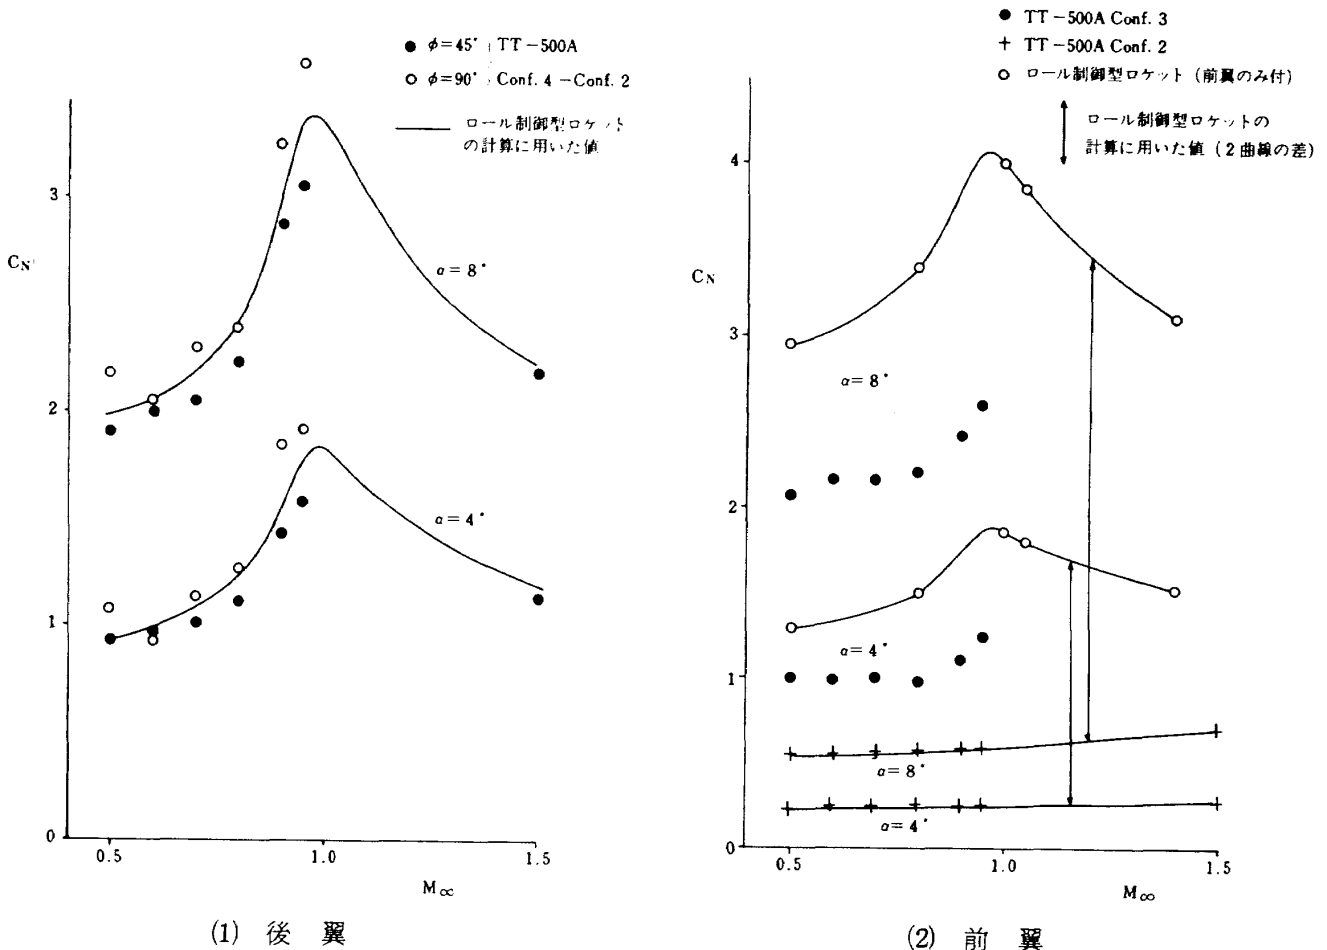 ● φ=45° TT-500A
○ φ=90° Conf. 4 -Conf. 2
ロール制御型ロケット
の計算に用いた値
C_N
3
2
1
0
α=8°
α=4°
0.5 1.0 1.5
M∞
(1) 後翼
● TT-500A Conf. 3
+ TT-500A Conf. 2
○ ロール制御型ロケット (前翼のみ付)
ロール制御型ロケットの
計算に用いた値 (2曲線の差)
C_N
4
3
2
1
0
α=8°
α=4°
α=8°
α=4°
0.5 1.0 1.5
M∞
(2) 前翼